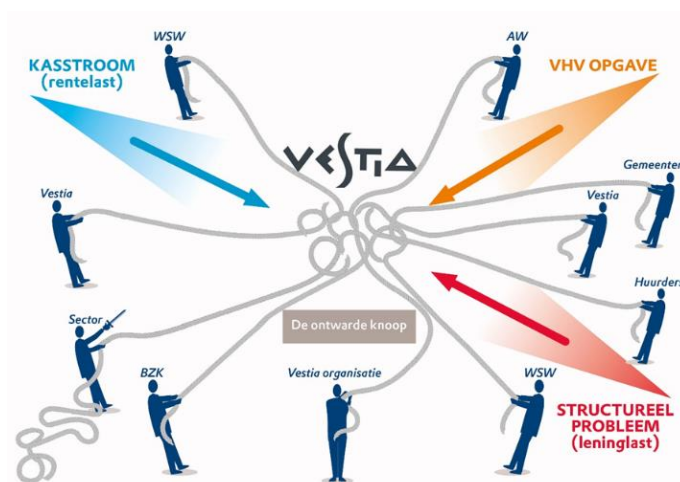 WSW
AW
KASSTROOM
(rentelast)
VHV OPGAVE
VESTIA
Gemeenten
Vestia
Vestia
Huurders
Sector
De ontwarde knoop
BZK
Vestia organisatie
WSW
STRUCTUREEL
PROBLEEM
(leninglast)